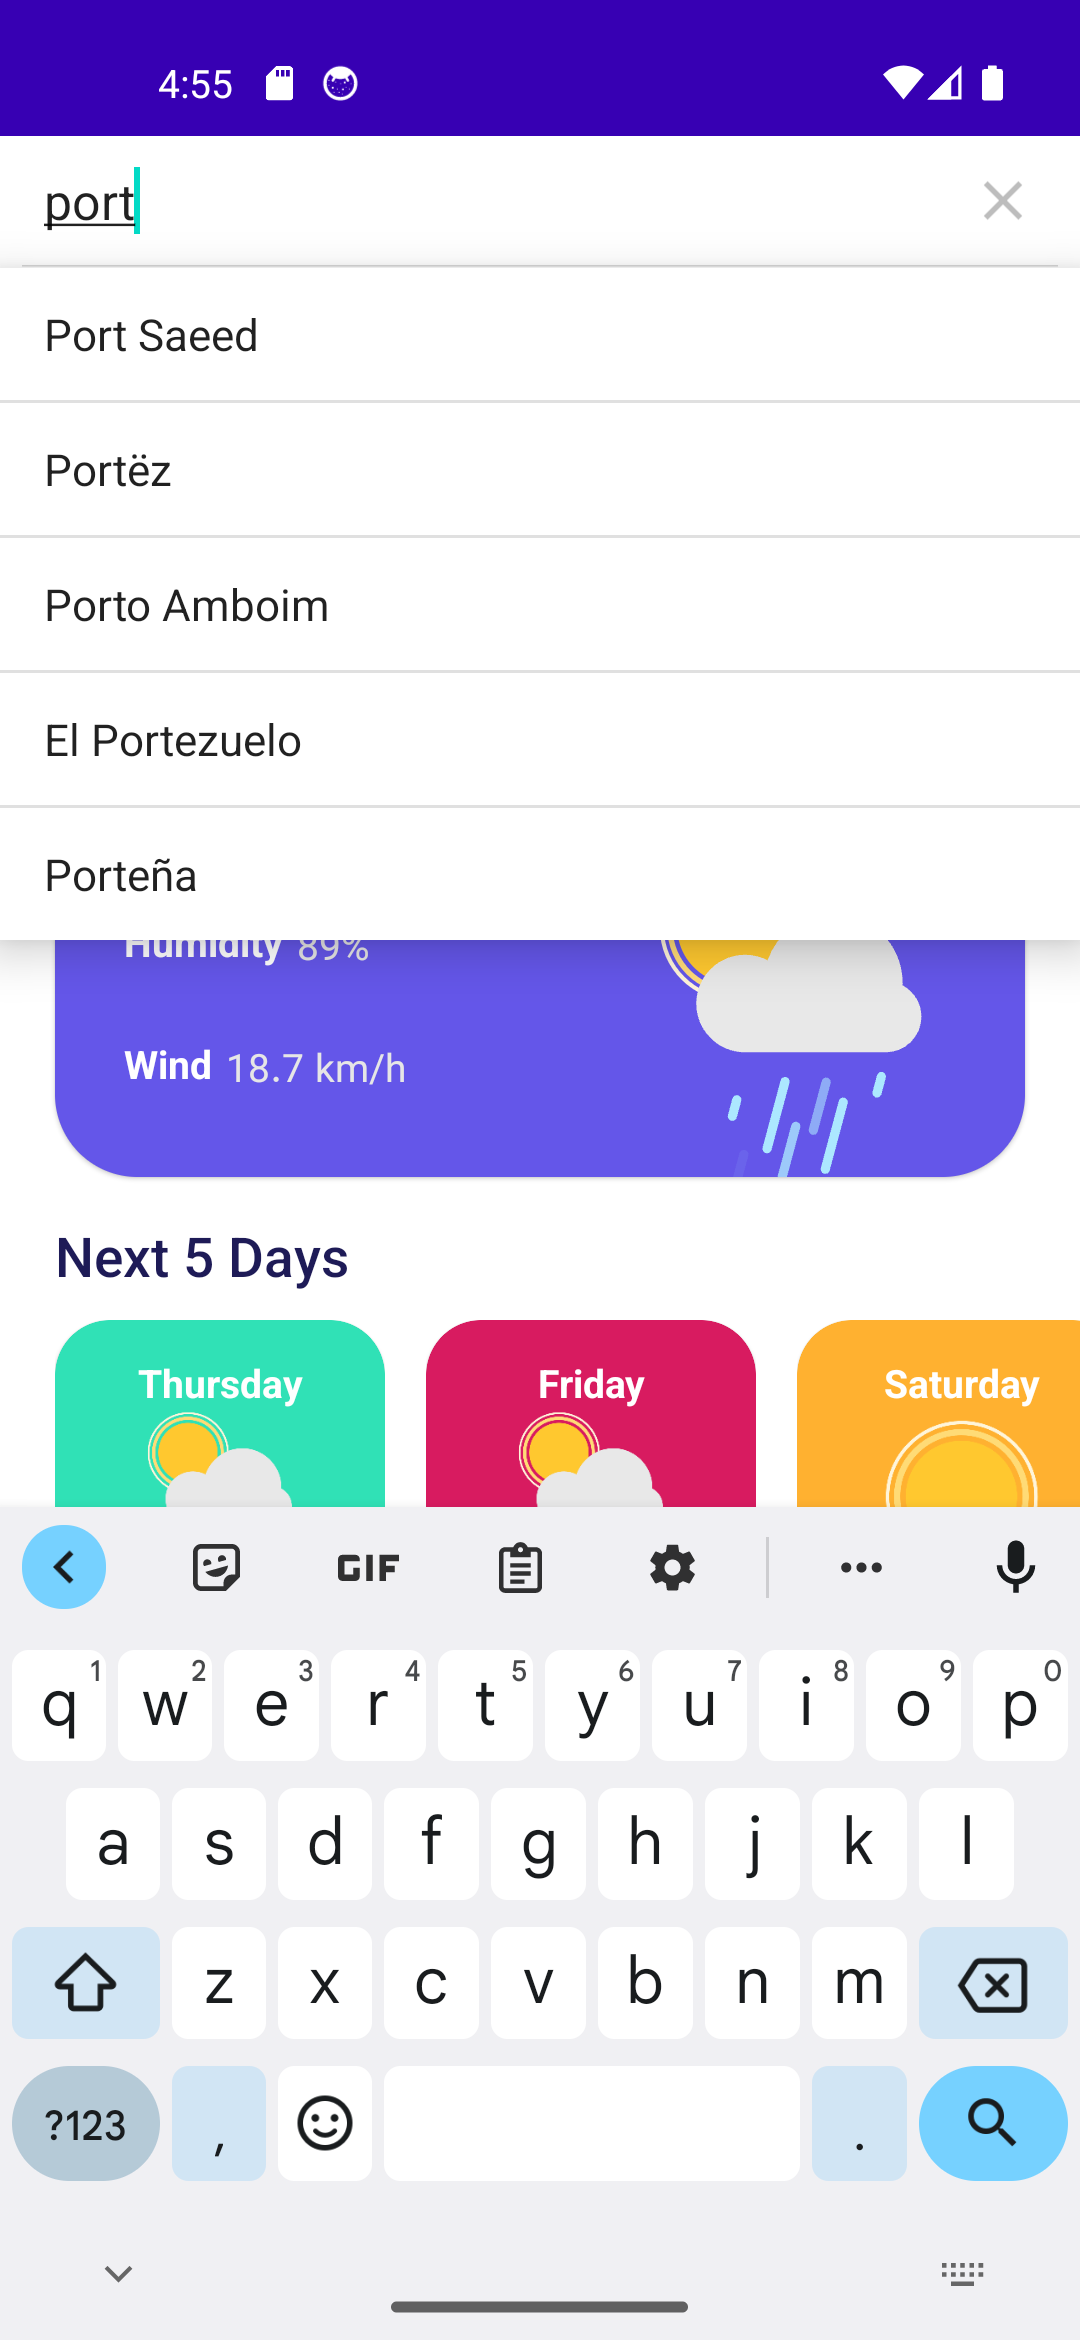 4:55
port
Port Saeed
Portëz
Porto Amboim
El Portezuelo
Porteña
Humidity 89%
Wind 18.7 km/h
Next 5 Days
Thursday Friday Saturday
GIF
q1 w2 e3 r4 t5 y6 u7 i8 o9 p0
a s d f g h j k l
z x c v b n m
?123 , .